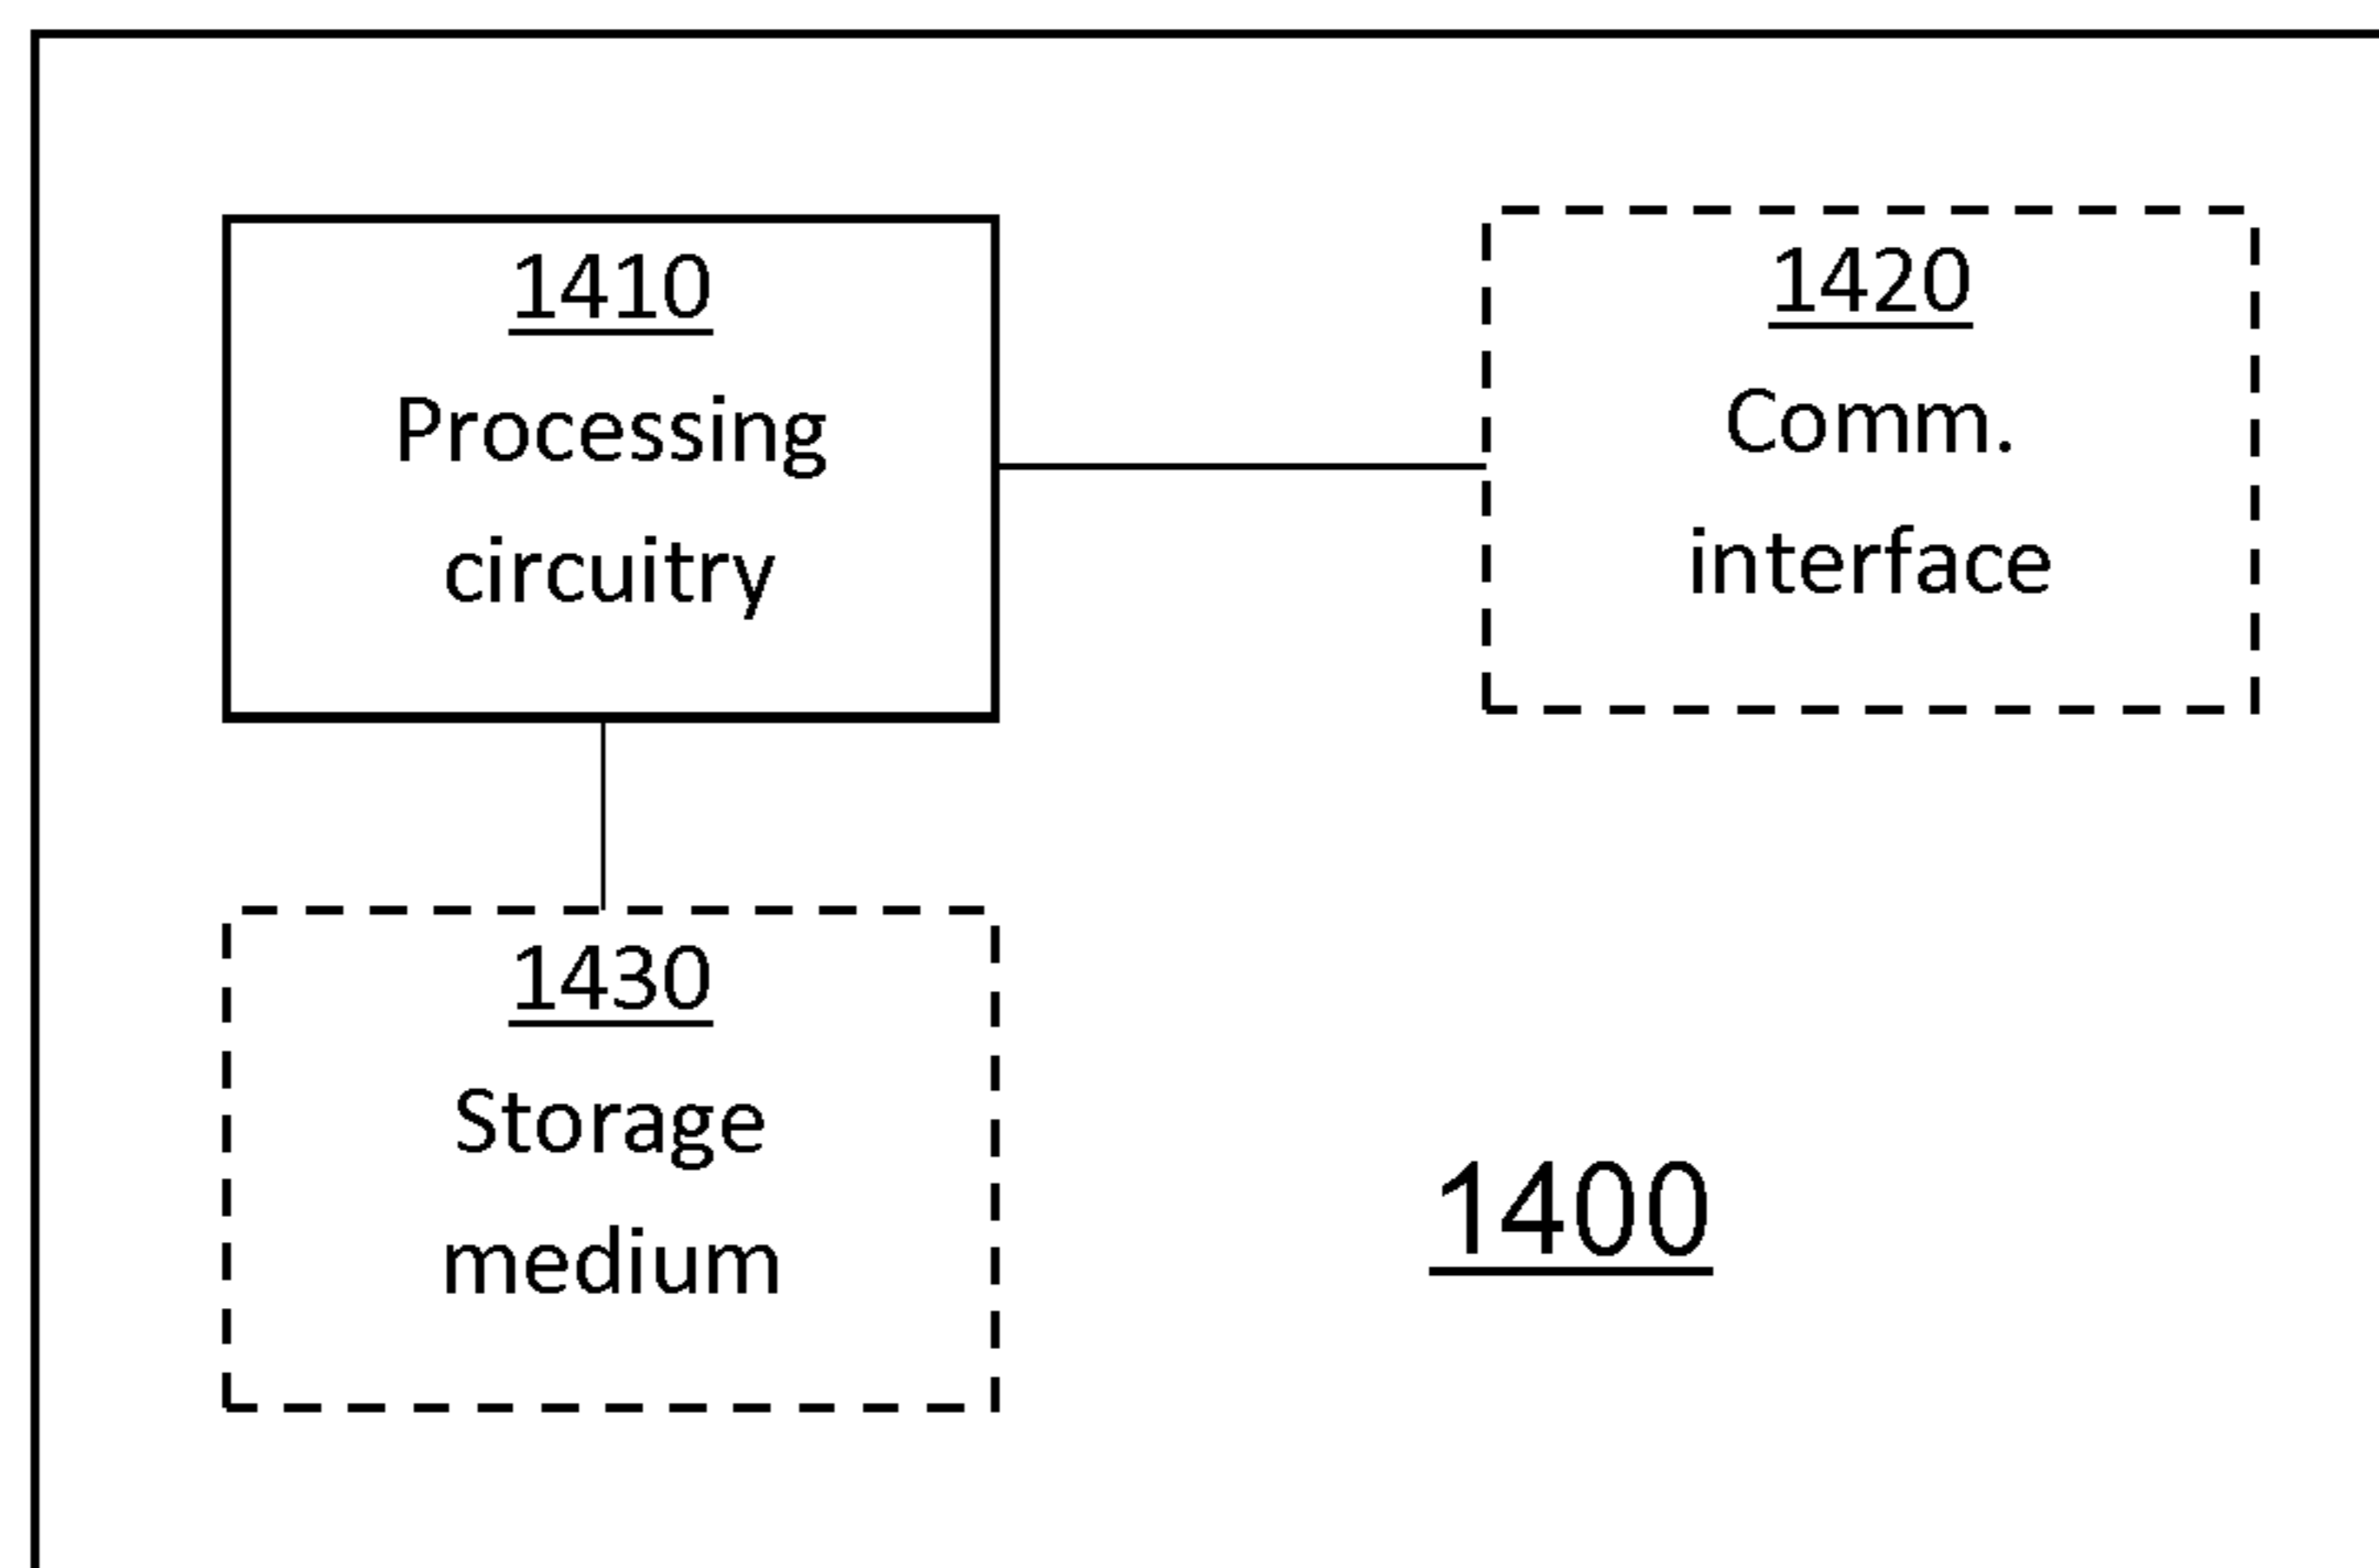 1410
Processing
circuitry
1420
Comm.
interface
1430
Storage
medium
1400